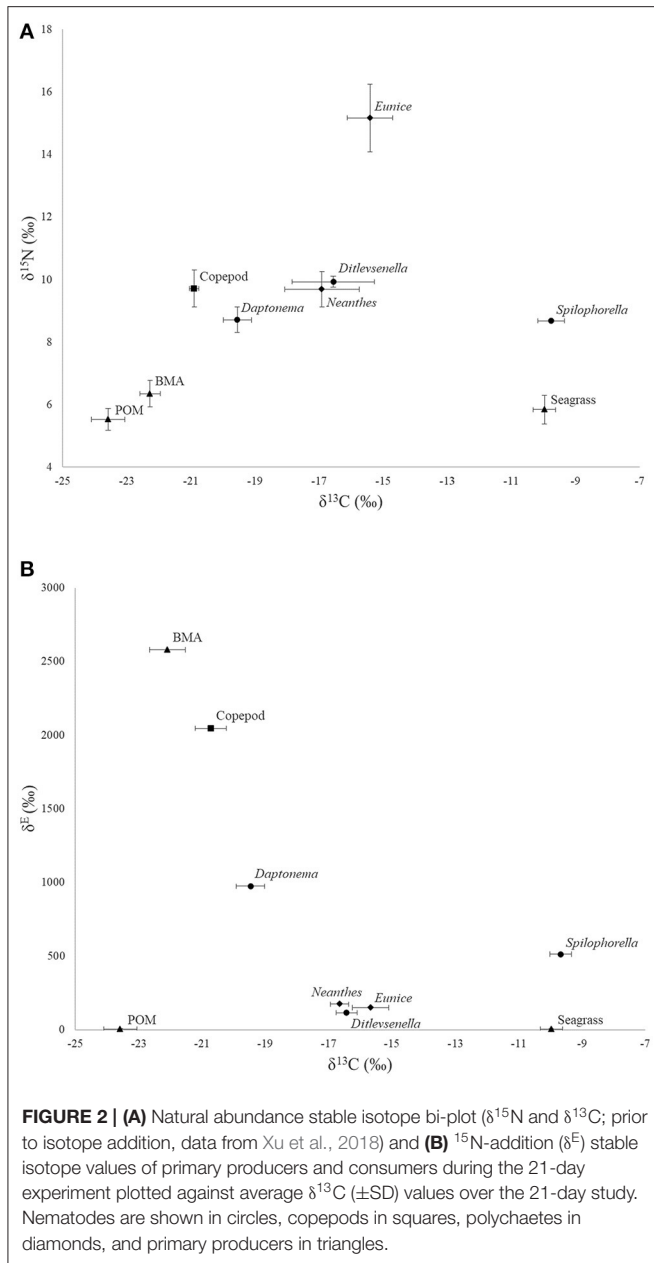 A
δ15N (‰)
18
16
14
12
10
8
6
4
Eunice
Ditlevsenella
Copepod
Neanthes
Daptonema
Spilophorella
BMA
Seagrass
POM
-25 -23 -21 -19 -17 -15 -13 -11 -9 -7
δ13C (‰)
B
δE (‰)
3000
2500
2000
1500
1000
500
0
BMA
Copepod
Daptonema
Spilophorella
Neanthes
Eunice
Ditlevsenella
POM
Seagrass
-25 -23 -21 -19 -17 -15 -13 -11 -9 -7
δ13C (‰)
FIGURE 2 | (A) Natural abundance stable isotope bi-plot (δ15N and δ13C; prior
to isotope addition, data from Xu et al., 2018) and (B) 15N-addition (δE) stable
isotope values of primary producers and consumers during the 21-day
experiment plotted against average δ13C (±SD) values over the 21-day study.
Nematodes are shown in circles, copepods in squares, polychaetes in
diamonds, and primary producers in triangles.